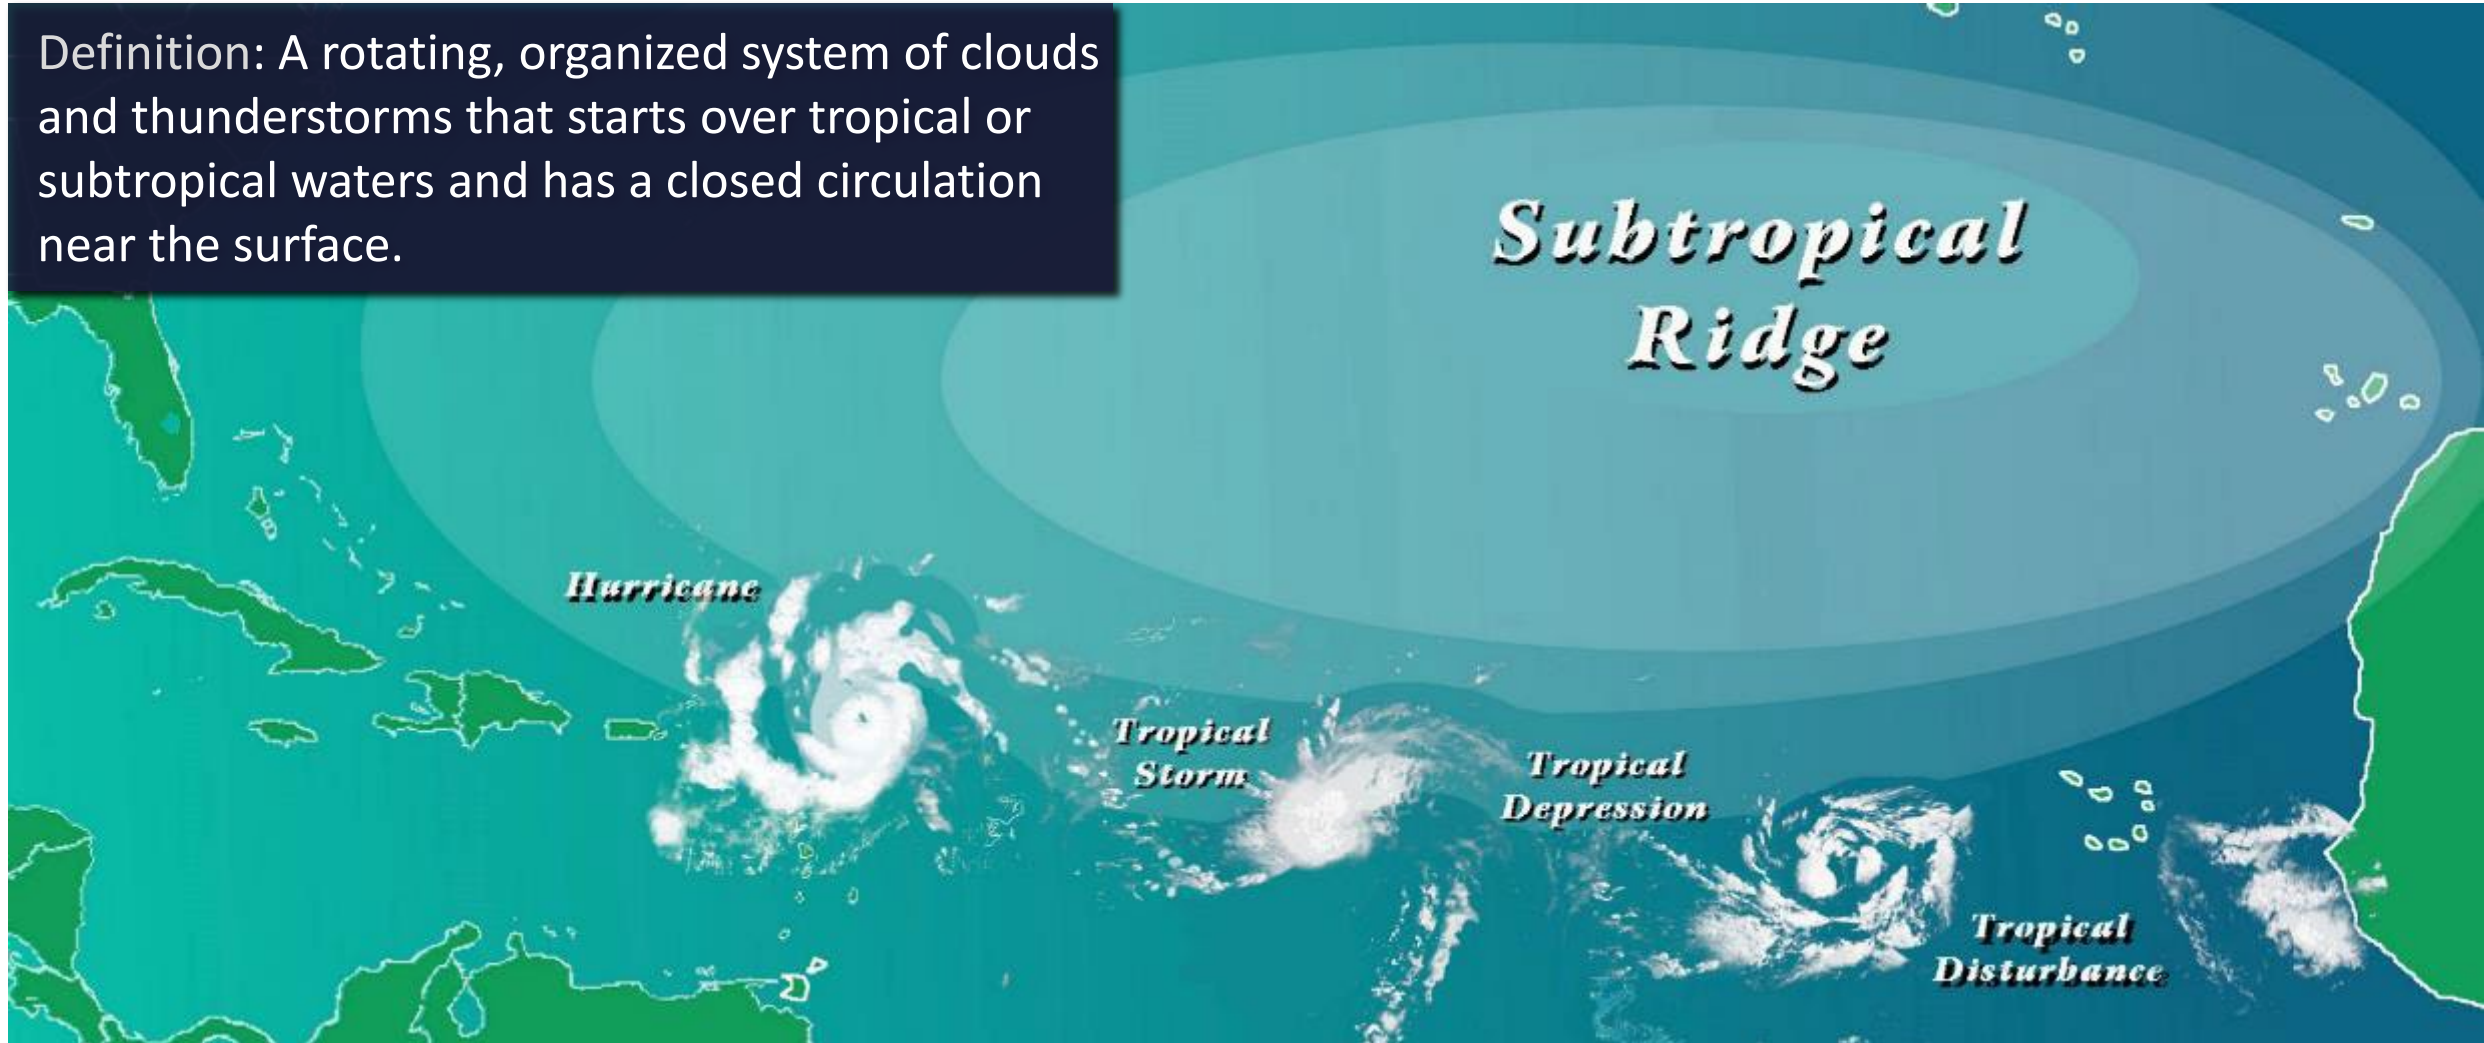 Definition: A rotating, organized system of clouds
and thunderstorms that starts over tropical or
subtropical waters and has a closed circulation
near the surface.
Subtropical
Ridge
Hurricane
Tropical
Storm
Tropical
Depression
Tropical
Disturbance